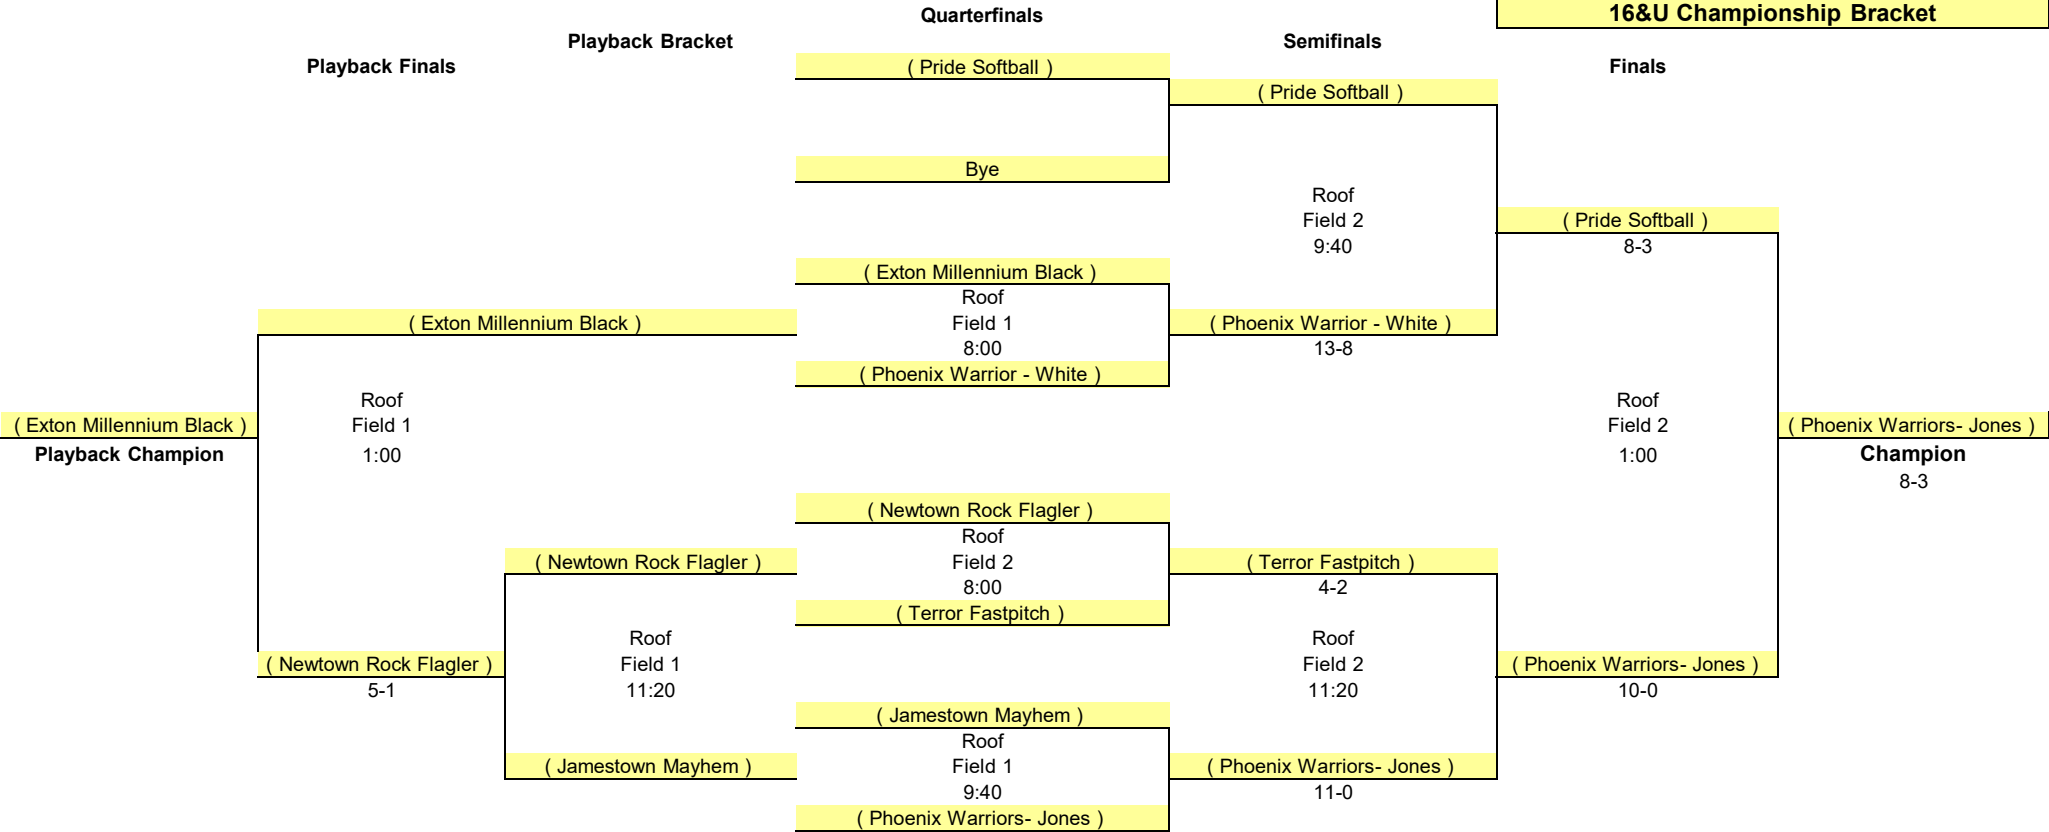 Quarterfinals
16&U Championship Bracket
Playback Bracket
Semifinals
Playback Finals
( Pride Softball )
Finals
( Pride Softball )
Bye
Roof
Field 2
9:40
( Pride Softball )
8-3
( Exton Millennium Black )
Roof
Field 1
8:00
( Exton Millennium Black )
( Phoenix Warrior - White )
13-8
( Phoenix Warrior - White )
Roof
Field 1
1:00
Roof
Field 2
1:00
( Exton Millennium Black )
Playback Champion
( Phoenix Warriors- Jones )
Champion
8-3
( Newtown Rock Flagler )
Roof
Field 2
8:00
( Newtown Rock Flagler )
( Terror Fastpitch )
4-2
( Terror Fastpitch )
Roof
Field 1
11:20
Roof
Field 2
11:20
( Newtown Rock Flagler )
5-1
( Phoenix Warriors- Jones )
10-0
( Jamestown Mayhem )
Roof
Field 1
9:40
( Jamestown Mayhem )
( Phoenix Warriors- Jones )
11-0
( Phoenix Warriors- Jones )